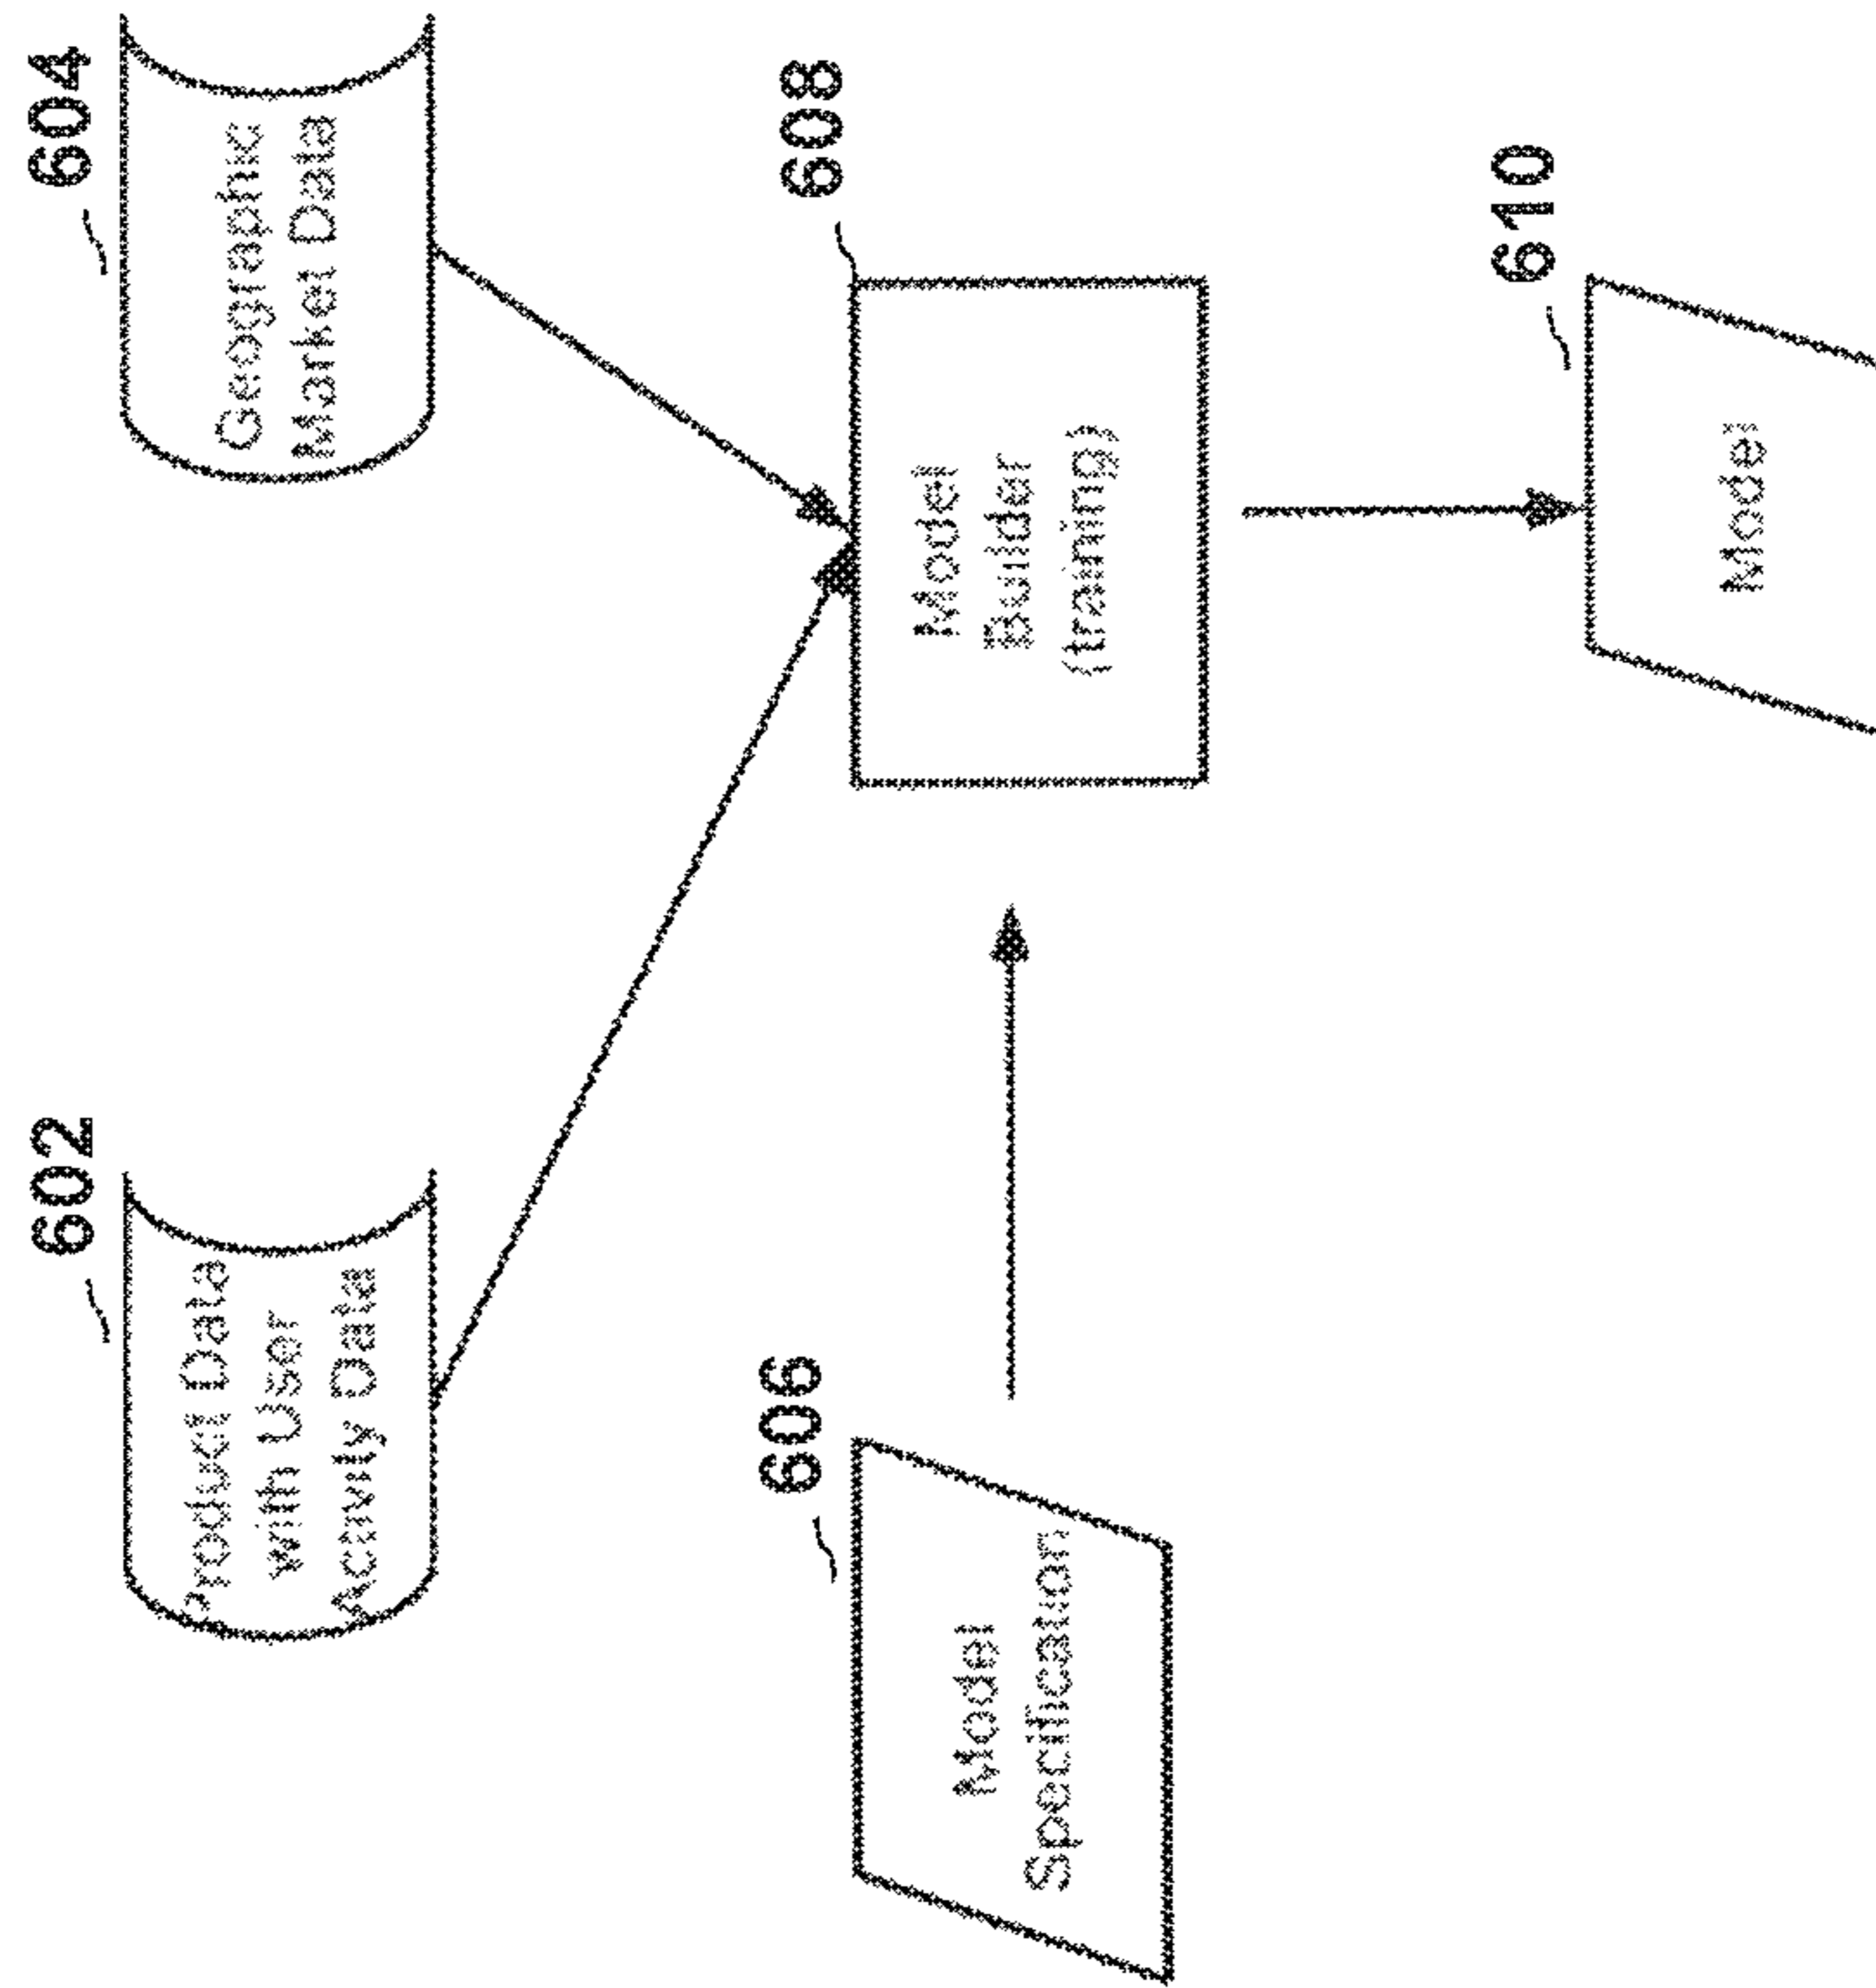 602
Product Data
with User
Activity Data
604
Geographic
Market Data
606
Model
Specification
608
Model
Builder
(training)
610
Model